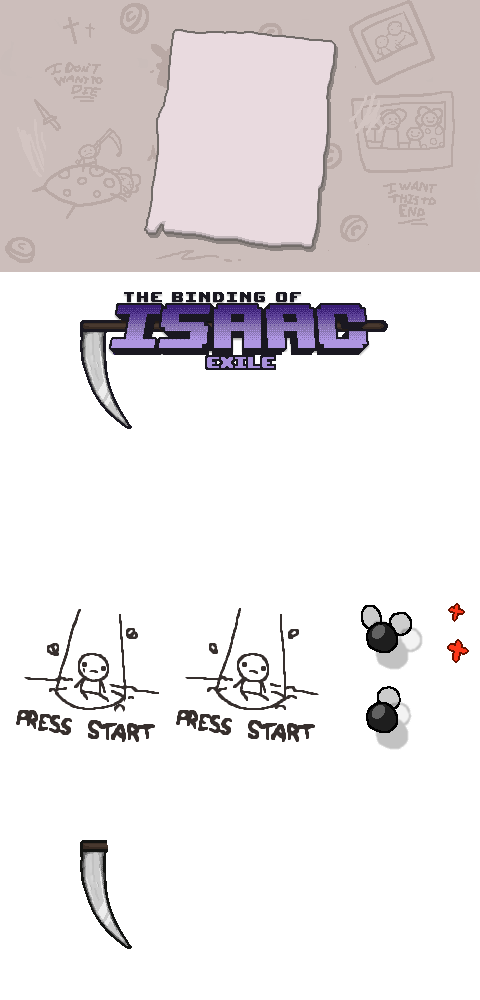 I DON'T
WANT TO
DIE
I WANT
THIS TO
END
THE BINDING OF
ISAAC
EXILE
PRESS START
PRESS START